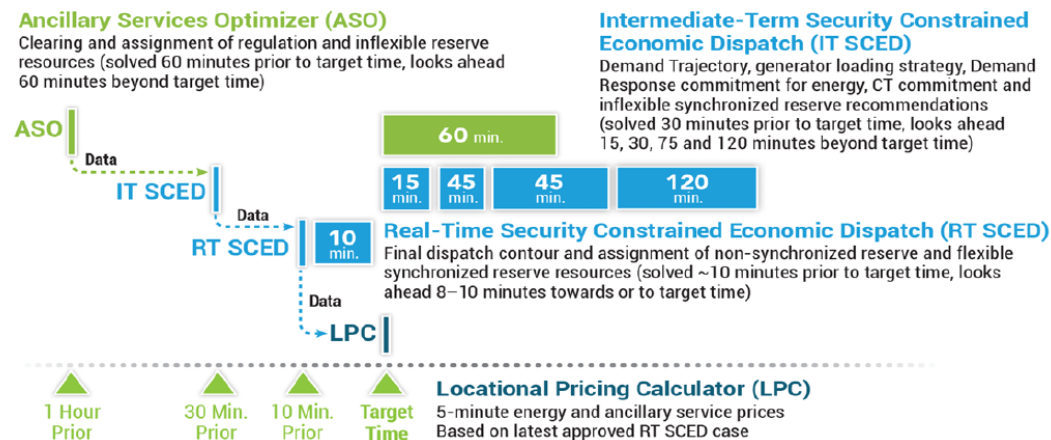 Ancillary Services Optimizer (ASO)
Clearing and assignment of regulation and inflexible reserve
resources (solved 60 minutes prior to target time, looks ahead
60 minutes beyond target time)
Intermediate-Term Security Constrained
Economic Dispatch (IT SCED)
Demand Trajectory, generator loading strategy, Demand
Response commitment for energy, CT commitment and
inflexible synchronized reserve recommendations
(solved 30 minutes prior to target time, looks ahead
15, 30, 75 and 120 minutes beyond target time)
ASO
60 min.
Data
IT SCED
15
min.
45
min.
45
min.
120
min.
Data
RT SCED
10
min.
Real-Time Security Constrained Economic Dispatch (RT SCED)
Final dispatch contour and assignment of non-synchronized reserve and flexible
synchronized reserve resources (solved ~10 minutes prior to target time, looks
ahead 8–10 minutes towards or to target time)
Data
LPC
1 Hour
Prior
30 Min.
Prior
10 Min.
Prior
Target
Time
Locational Pricing Calculator (LPC)
5-minute energy and ancillary service prices
Based on latest approved RT SCED case